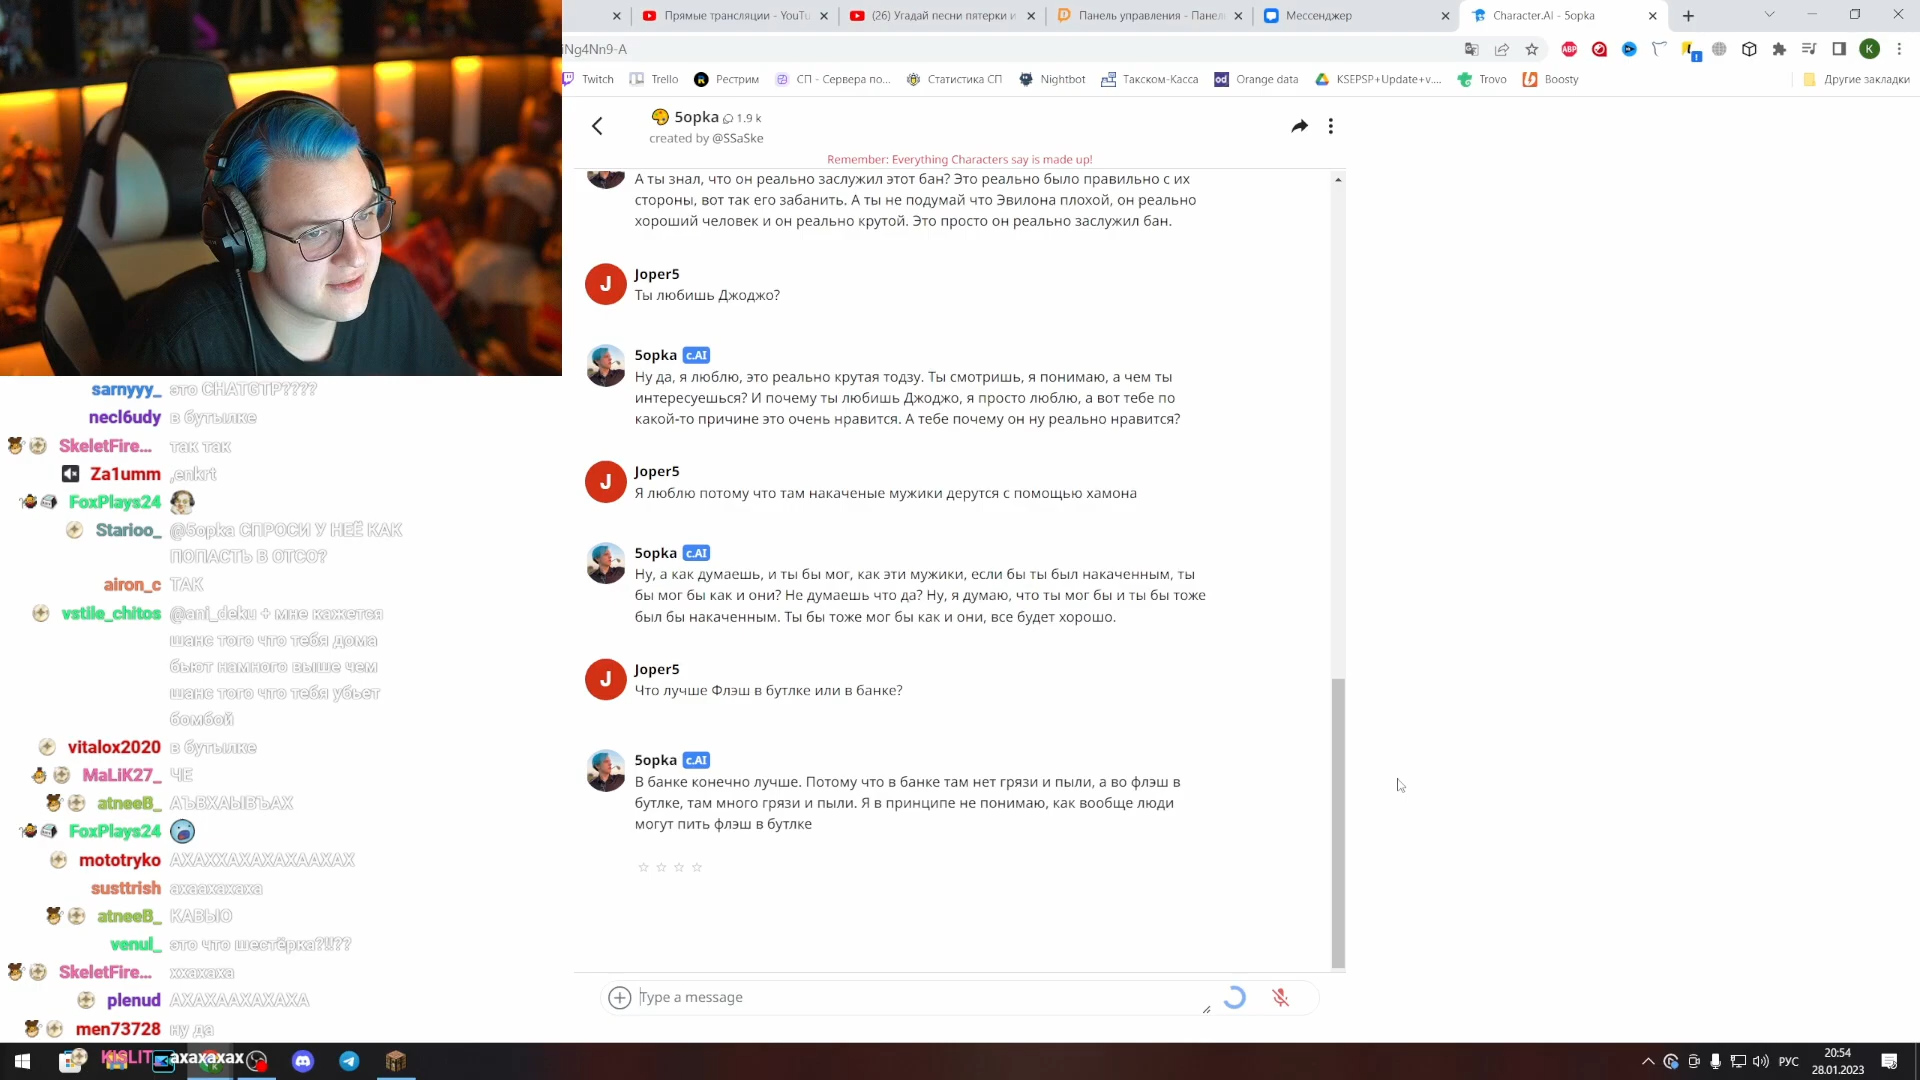 Прямые трансляции - YouTu
(26) Угадай песни пятерки и
Панель управления - Панел
Мессенджер
Character.AI - 5opka
iNg4Nn9-A
ABP
K
Twitch
Trello
Рестрим
СП - Сервера по...
Статистика СП
Nightbot
Такском-Касса
od
Orange data
KSEPSP+Update+v....
Trovo
Boosty
Другие закладки
5opka 1.9 k
created by @SSaSke
Remember: Everything Characters say is made up!
А ты знал, что он реально заслужил этот бан? Это реально было правильно с их
стороны, вот так его забанить. А ты не подумай что Эвилона плохой, он реально
хороший человек и он реально крутой. Это просто он реально заслужил бан.
J
Joper5
Ты любишь Джоджо?
5opka c.AI
Ну да, я люблю, это реально крутая тодзу. Ты смотришь, я понимаю, а чем ты
интересуешься? И почему ты любишь Джоджо, я просто люблю, а вот тебе по
какой-то причине это очень нравится. А тебе почему он ну реально нравится?
J
Joper5
Я люблю потому что там накаченые мужики дерутся с помощью хамона
5opka c.AI
Ну, а как думаешь, и ты бы мог, как эти мужики, если бы ты был накаченным, ты
бы мог бы как и они? Не думаешь что да? Ну, я думаю, что ты мог бы и ты бы тоже
был бы накаченным. Ты бы тоже мог бы как и они, все будет хорошо.
J
Joper5
Что лучше Флэш в бутлке или в банке?
5opka c.AI
В банке конечно лучше. Потому что в банке там нет грязи и пыли, а во флэш в
бутлке, там много грязи и пыли. Я в принципе не понимаю, как вообще люди
могут пить флэш в бутлке
Type a message
sarnyyy_ это CHATGTP????
necl6udy в бутылке
SkeletFire... так так
Za1umm ,enkrt
FoxPlays24
Starioo_ @5opka СПРОСИ У НЕЁ КАК
ПОПАСТЬ В ОТСО?
airon_c ТАК
vstile_chitos @ani_deku + мне кажется
шанс того что тебя дома
бьют намного выше чем
шанс того что тебя убьет
бомбой
vitalox2020 в бутылке
MaLiK27_ ЧЕ
atneeB_ АЪВХАЫВЪАХ
FoxPlays24
mototryko АХАХХАХАХАХААХАХ
susttrish ахаахахаха
atneeB_ КАВЫО
venul_ это что шестёрка?!!??
SkeletFire... хххахаха
plenud АХАХААХАХАХА
men73728 ну да
KISLIT ахахахах
РУС
20:54
28.01.2023